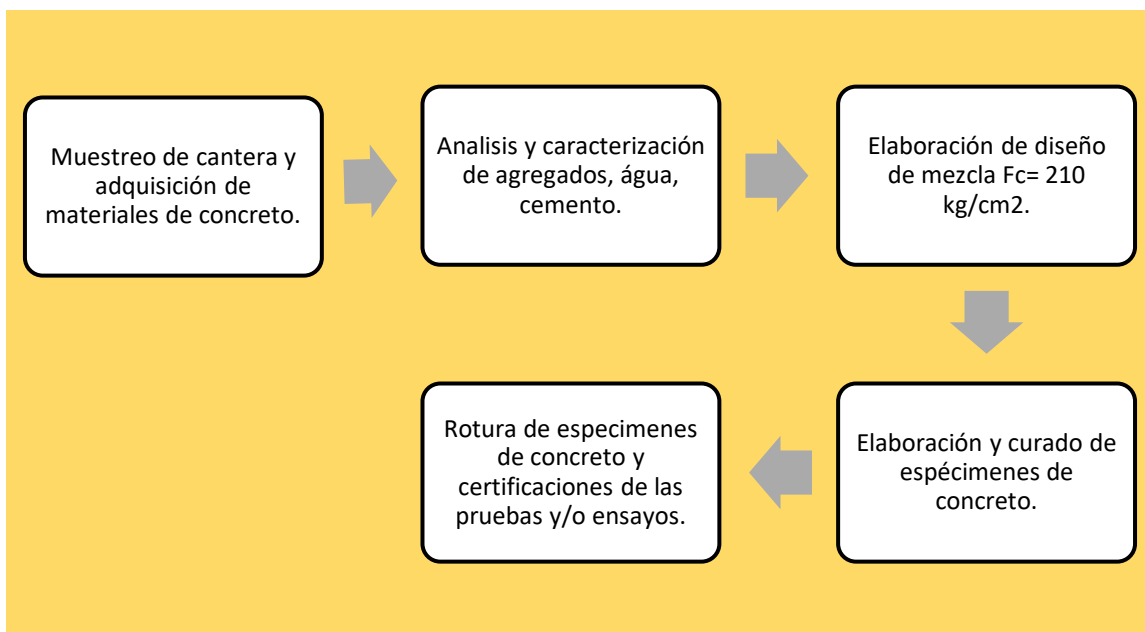 Muestreo de cantera y
adquisición de
materiales de concreto.
Analisis y caracterización
de agregados, água,
cemento.
Elaboración de diseño
de mezcla Fc= 210
kg/cm2.
Elaboración y curado de
espécimenes de
concreto.
Rotura de especimenes
de concreto y
certificaciones de las
pruebas y/o ensayos.